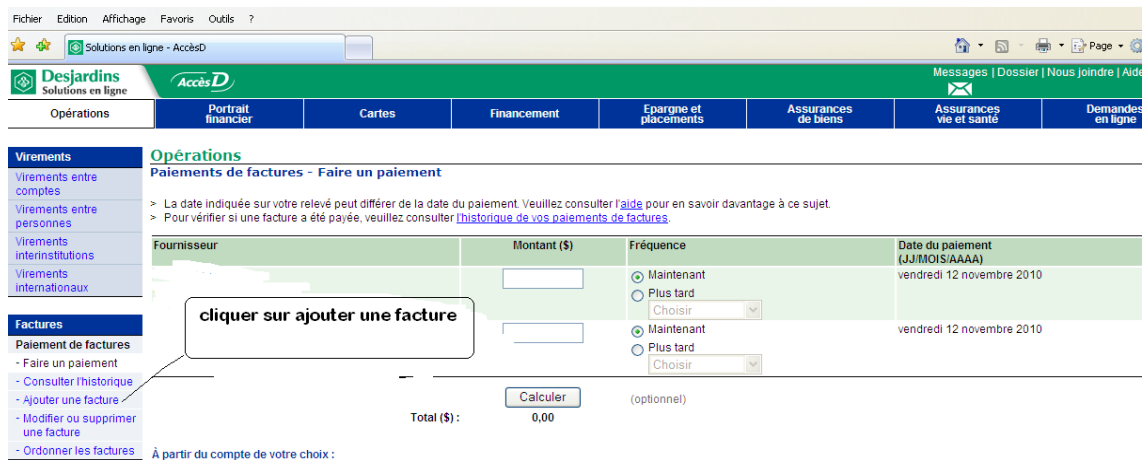 Fichier Edition Affichage Favoris Outils ?
Solutions en ligne - AccèsD
Page
Desjardins
Solutions en ligne
AccèsD
Messages | Dossier | Nous joindre | Aide
Opérations
Portrait financier
Cartes
Financement
Epargne et placements
Assurances de biens
Assurances vie et santé
Demandes en ligne
Virements
Virements entre
comptes
Virements entre
personnes
Virements
interinstitutions
Virements
internationaux
Factures
Paiement de factures
- Faire un paiement
- Consulter l'historique
- Ajouter une facture
- Modifier ou supprimer
une facture
- Ordonner les factures
Opérations
Paiements de factures - Faire un paiement
> La date indiquée sur votre relevé peut différer de la date du paiement. Veuillez consulter l'aide pour en savoir davantage à ce sujet.
> Pour vérifier si une facture a été payée, veuillez consulter l'historique de vos paiements de factures.
Fournisseur Montant ($) Fréquence Date du paiement
(JJ/MOIS/AAAA)
Maintenant vendredi 12 novembre 2010
Plus tard
Choisir
cliquer sur ajouter une facture
Maintenant vendredi 12 novembre 2010
Plus tard
Choisir
Calculer (optionnel)
Total ($) : 0,00
À partir du compte de votre choix :